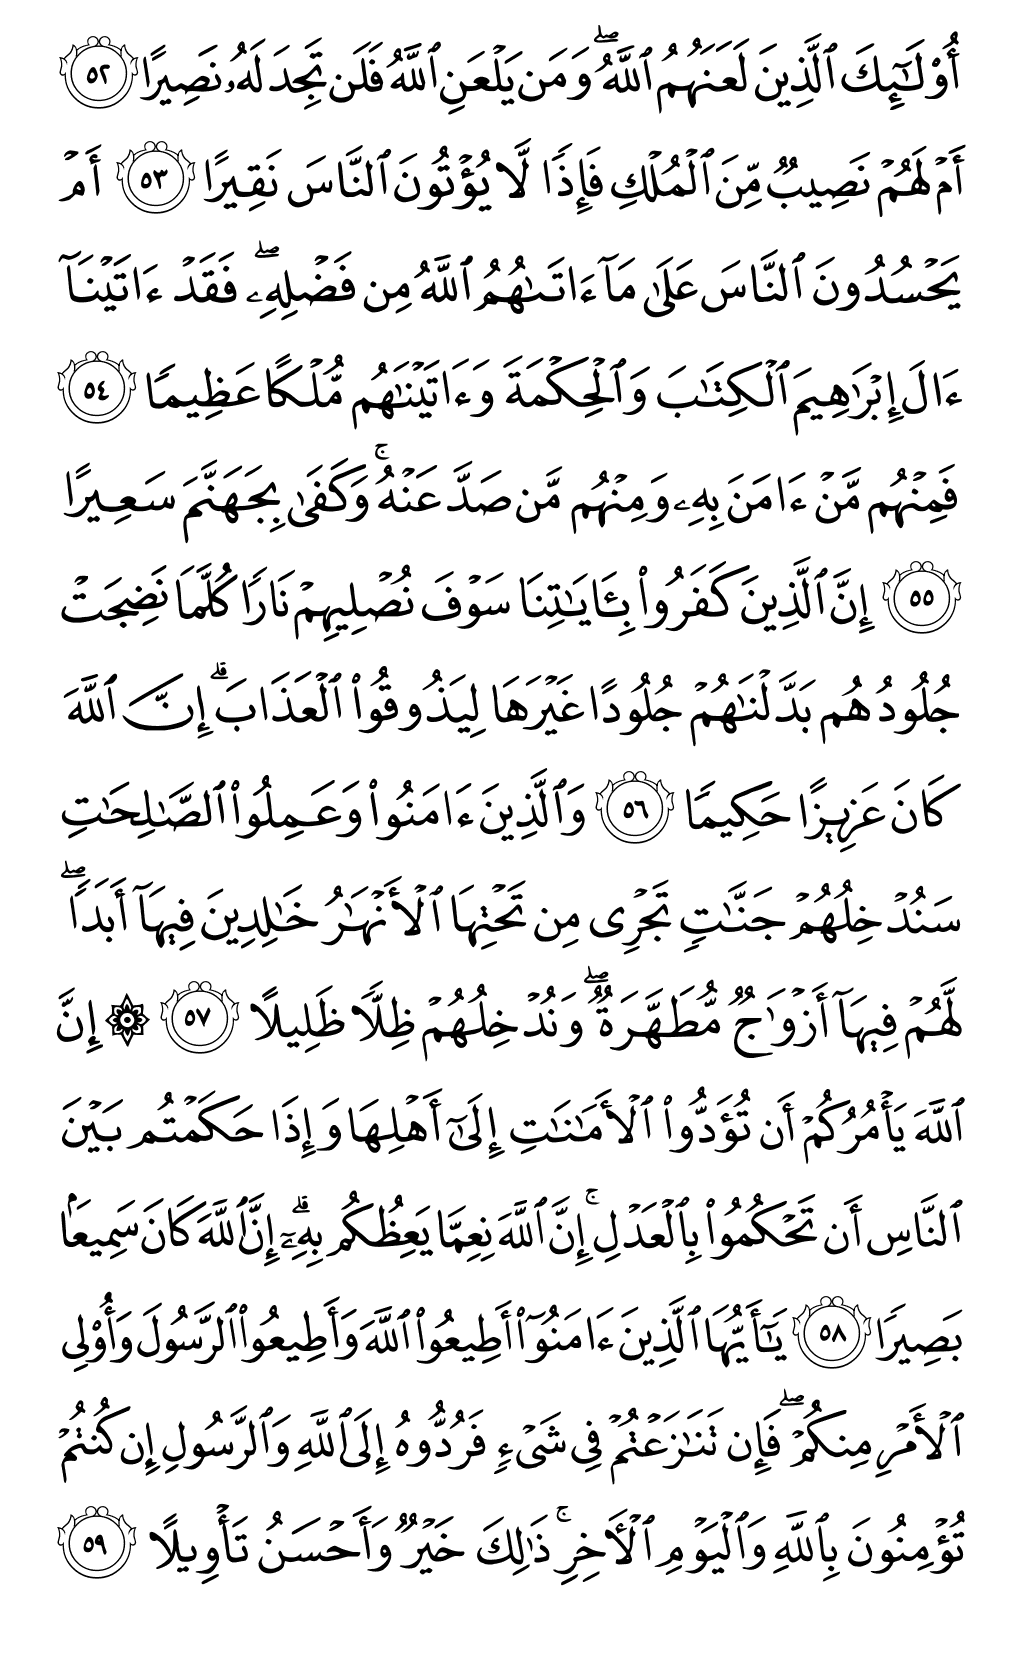 أُو۟لَـٰٓئِكَ ٱلَّذِينَ لَعَنَهُمُ ٱللَّهُ ۖ وَمَن يَلْعَنِ ٱللَّهُ فَلَن تَجِدَ لَهُۥ نَصِيرًا ٥٢
أَمْ لَهُمْ نَصِيبٌ مِّنَ ٱلْمُلْكِ فَإِذًا لَّا يُؤْتُونَ ٱلنَّاسَ نَقِيرًا ٥٣ أَمْ
يَحْسُدُونَ ٱلنَّاسَ عَلَىٰ مَآ ءَاتَىٰهُمُ ٱللَّهُ مِن فَضْلِهِۦ ۖ فَقَدْ ءَاتَيْنَآ
ءَالَ إِبْرَٰهِيمَ ٱلْكِتَـٰبَ وَٱلْحِكْمَةَ وَءَاتَيْنَـٰهُم مُّلْكًا عَظِيمًا ٥٤
فَمِنْهُم مَّنْ ءَامَنَ بِهِۦ وَمِنْهُم مَّن صَدَّ عَنْهُ ۚ وَكَفَىٰ بِجَهَنَّمَ سَعِيرًا
٥٥ إِنَّ ٱلَّذِينَ كَفَرُوا۟ بِـَٔايَـٰتِنَا سَوْفَ نُصْلِيهِمْ نَارًا كُلَّمَا نَضِجَتْ
جُلُودُهُم بَدَّلْنَـٰهُمْ جُلُودًا غَيْرَهَا لِيَذُوقُوا۟ ٱلْعَذَابَ ۗ إِنَّ ٱللَّهَ
كَانَ عَزِيزًا حَكِيمًا ٥٦ وَٱلَّذِينَ ءَامَنُوا۟ وَعَمِلُوا۟ ٱلصَّـٰلِحَـٰتِ
سَنُدْخِلُهُمْ جَنَّـٰتٍ تَجْرِى مِن تَحْتِهَا ٱلْأَنْهَـٰرُ خَـٰلِدِينَ فِيهَآ أَبَدًا ۖ
لَّهُمْ فِيهَآ أَزْوَٰجٌ مُّطَهَّرَةٌ ۖ وَنُدْخِلُهُمْ ظِلًّا ظَلِيلًا ٥٧ ۞ إِنَّ
ٱللَّهَ يَأْمُرُكُمْ أَن تُؤَدُّوا۟ ٱلْأَمَـٰنَـٰتِ إِلَىٰٓ أَهْلِهَا وَإِذَا حَكَمْتُم بَيْنَ
ٱلنَّاسِ أَن تَحْكُمُوا۟ بِٱلْعَدْلِ ۚ إِنَّ ٱللَّهَ نِعِمَّا يَعِظُكُم بِهِۦٓ ۗ إِنَّ ٱللَّهَ كَانَ سَمِيعًۢا
بَصِيرًا ٥٨ يَـٰٓأَيُّهَا ٱلَّذِينَ ءَامَنُوٓا۟ أَطِيعُوا۟ ٱللَّهَ وَأَطِيعُوا۟ ٱلرَّسُولَ وَأُو۟لِى
ٱلْأَمْرِ مِنكُمْ ۖ فَإِن تَنَـٰزَعْتُمْ فِى شَىْءٍ فَرُدُّوهُ إِلَى ٱللَّهِ وَٱلرَّسُولِ إِن كُنتُمْ
تُؤْمِنُونَ بِٱللَّهِ وَٱلْيَوْمِ ٱلْـَٔاخِرِ ۚ ذَٰلِكَ خَيْرٌ وَأَحْسَنُ تَأْوِيلًا ٥٩